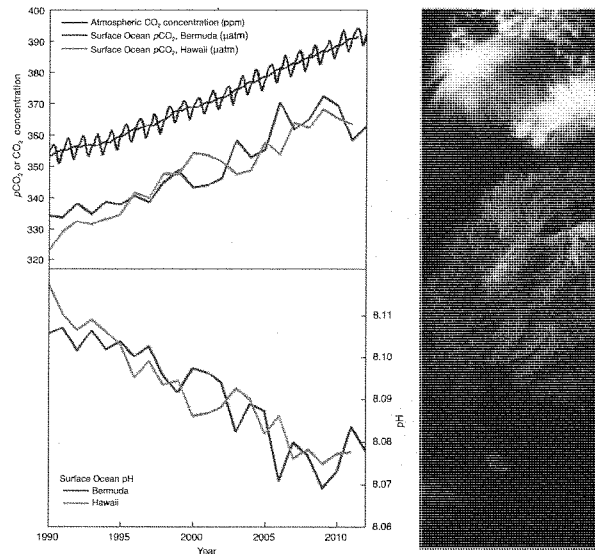 400
390
380
370
360
350
340
330
320
pCO₂ or CO₂ concentration
Atmospheric CO₂ concentration (ppm)
Surface Ocean pCO₂, Bermuda (µatm)
Surface Ocean pCO₂, Hawaii (µatm)
8.11
8.10
8.09
8.08
8.07
8.06
pH
Surface Ocean pH
Bermuda
Hawaii
1990
1995
2000
2005
2010
Year